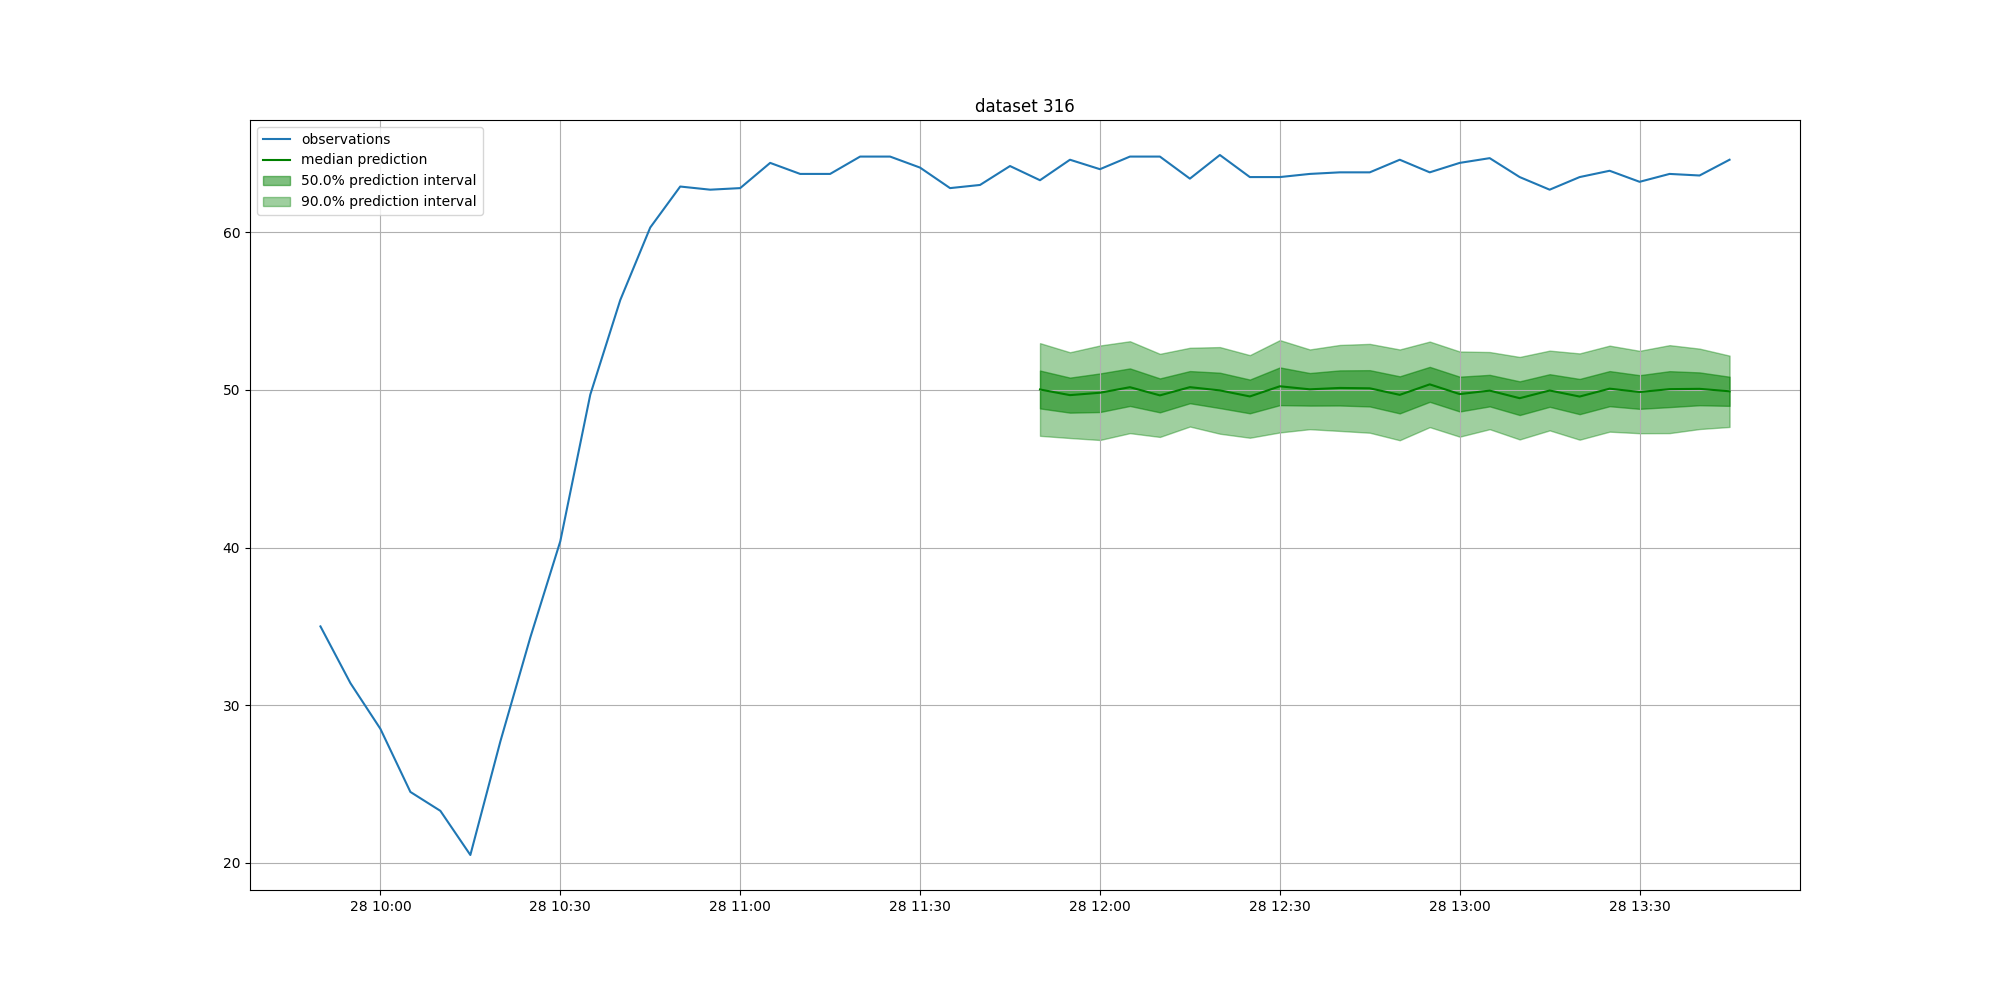 dataset 316
observations
median prediction
50.0% prediction interval
90.0% prediction interval
60
50
40
30
20
28 10:00
28 10:30
28 11:00
28 11:30
28 12:00
28 12:30
28 13:00
28 13:30